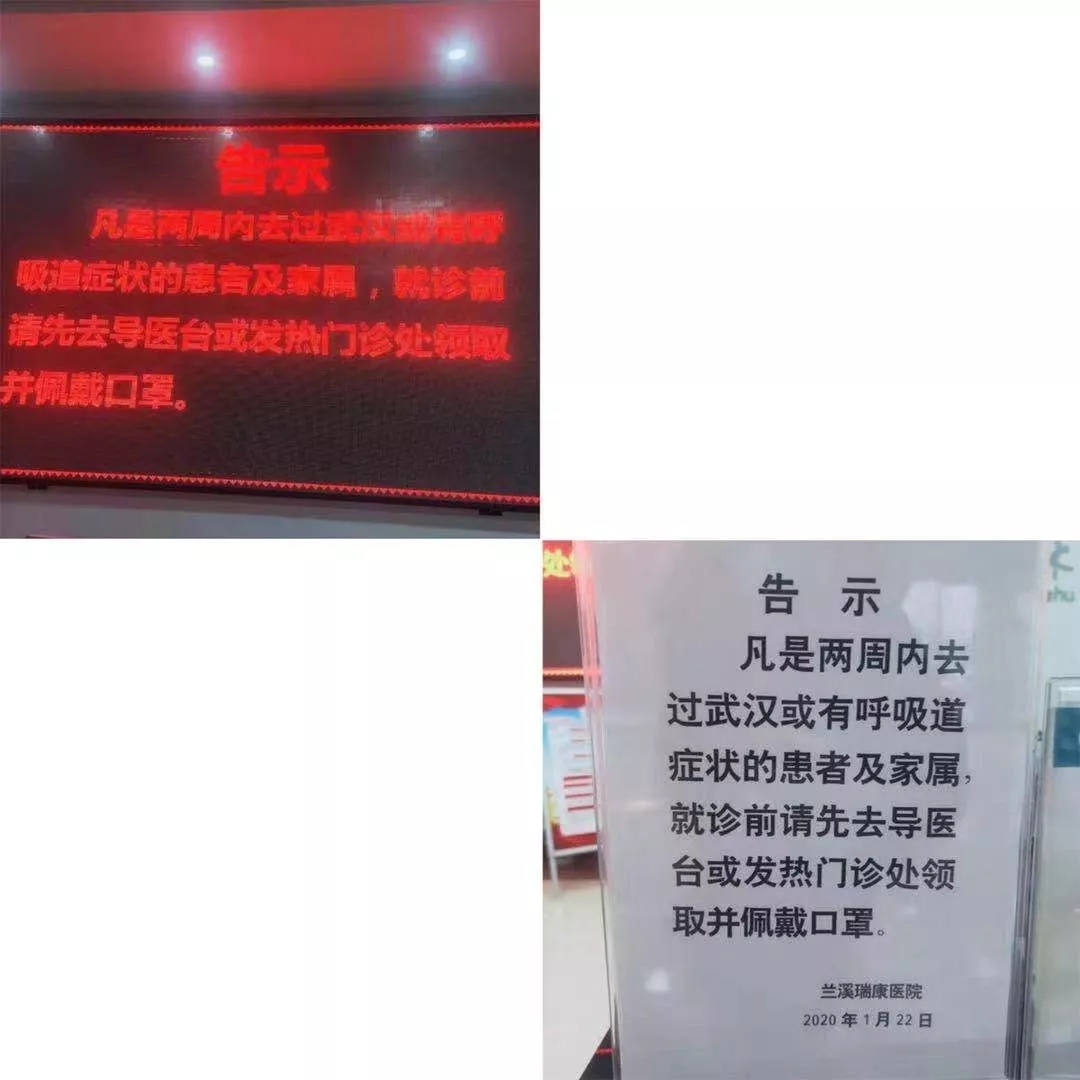 告示
凡是两周内去过武汉或有呼
吸道症状的患者及家属，就诊前
请先去导医台或发热门诊处领取
并佩戴口罩。
告 示
凡是两周内去
过武汉或有呼吸道
症状的患者及家属，
就诊前请先去导医
台或发热门诊处领
取并佩戴口罩。
兰溪瑞康医院
2020 年 1 月 22 日
处